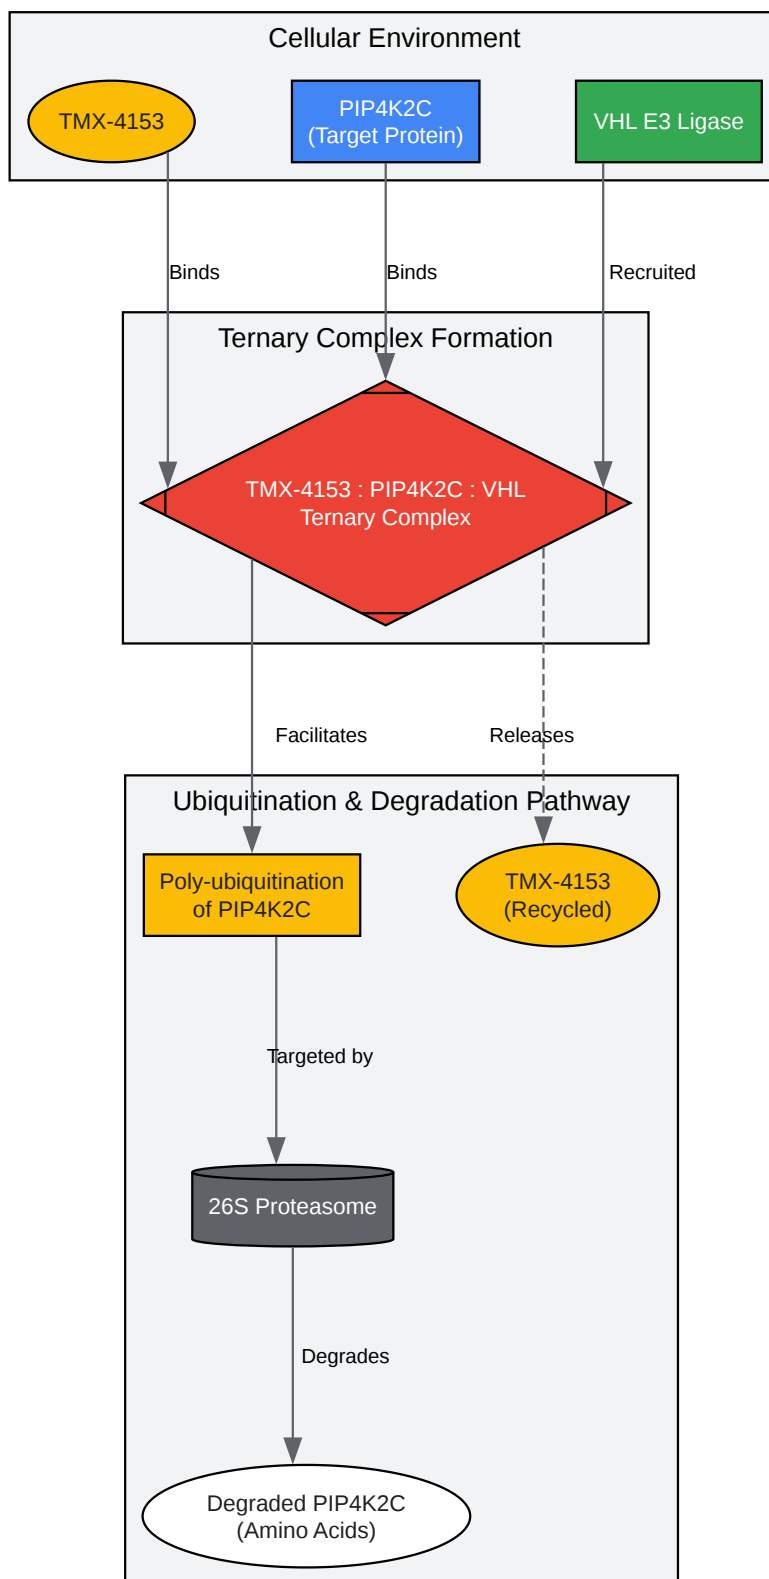 Cellular Environment
TMX-4153
PIP4K2C
(Target Protein)
VHL E3 Ligase
Binds
Binds
Recruited
Ternary Complex Formation
TMX-4153 : PIP4K2C : VHL
Ternary Complex
Facilitates
Releases
Ubiquitination & Degradation Pathway
Poly-ubiquitination
of PIP4K2C
TMX-4153
(Recycled)
Targeted by
26S Proteasome
Degrades
Degraded PIP4K2C
(Amino Acids)